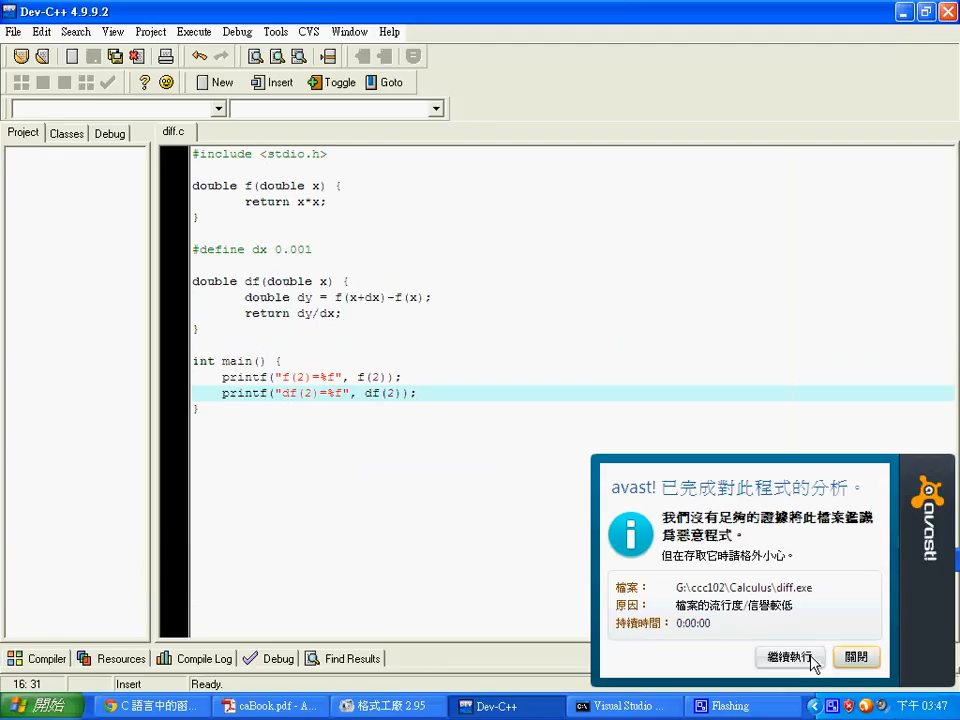 Dev-C++ 4.9.9.2
File Edit Search View Project Execute Debug Tools CVS Window Help
New Insert Toggle Goto
Project Classes Debug
diff.c
#include <stdio.h>
double f(double x) {
return x*x;
}
#define dx 0.001
double df(double x) {
double dy = f(x+dx)-f(x);
return dy/dx;
}
int main() {
printf("f(2)=%f", f(2));
printf("df(2)=%f", df(2));
}
avast! 已完成對此程式的分析。
我們沒有足夠的證據將此檔案鑑識
為惡意程式。
但在存取它時請格外小心。
檔案： G:\ccc102\Calculus\diff.exe
原因： 檔案的流行度/信譽較低
持續時間： 0:00:00
繼續執行 關閉
avast!
Compiler Resources Compile Log Debug Find Results
16: 31 Insert Ready.
開始 C 語言中的函... caBook.pdf - A... 格式工廠 2.95 Dev-C++ Visual Studio ... Flashing 下午 03:47